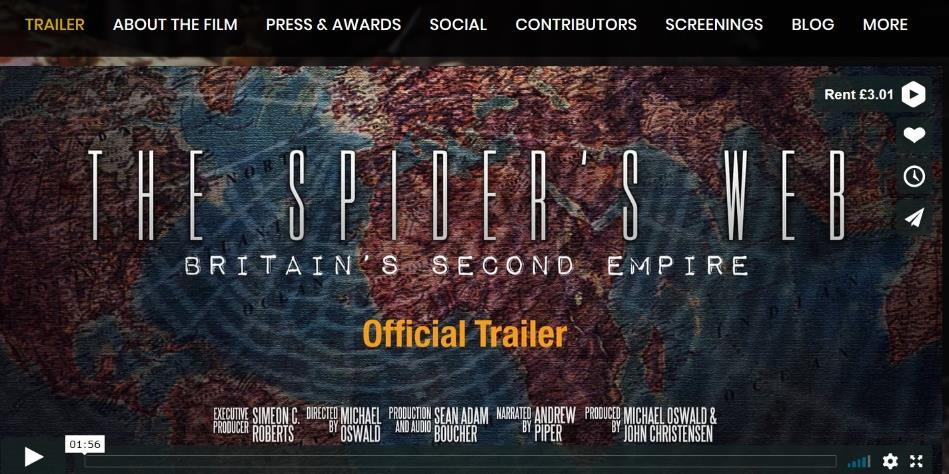 TRAILER ABOUT THE FILM PRESS & AWARDS SOCIAL CONTRIBUTORS SCREENINGS BLOG MORE
Rent £3.01
THE SPIDER'S WEB
BRITAIN'S SECOND EMPIRE
Official Trailer
EXECUTIVE PRODUCER SIMEON C. ROBERTS DIRECTED BY MICHAEL OSWALD PRODUCTION AND AUDIO SEAN ADAM BOUCHER NARRATED BY ANDREW PIPER PRODUCED BY MICHAEL OSWALD & JOHN CHRISTENSEN
01:56